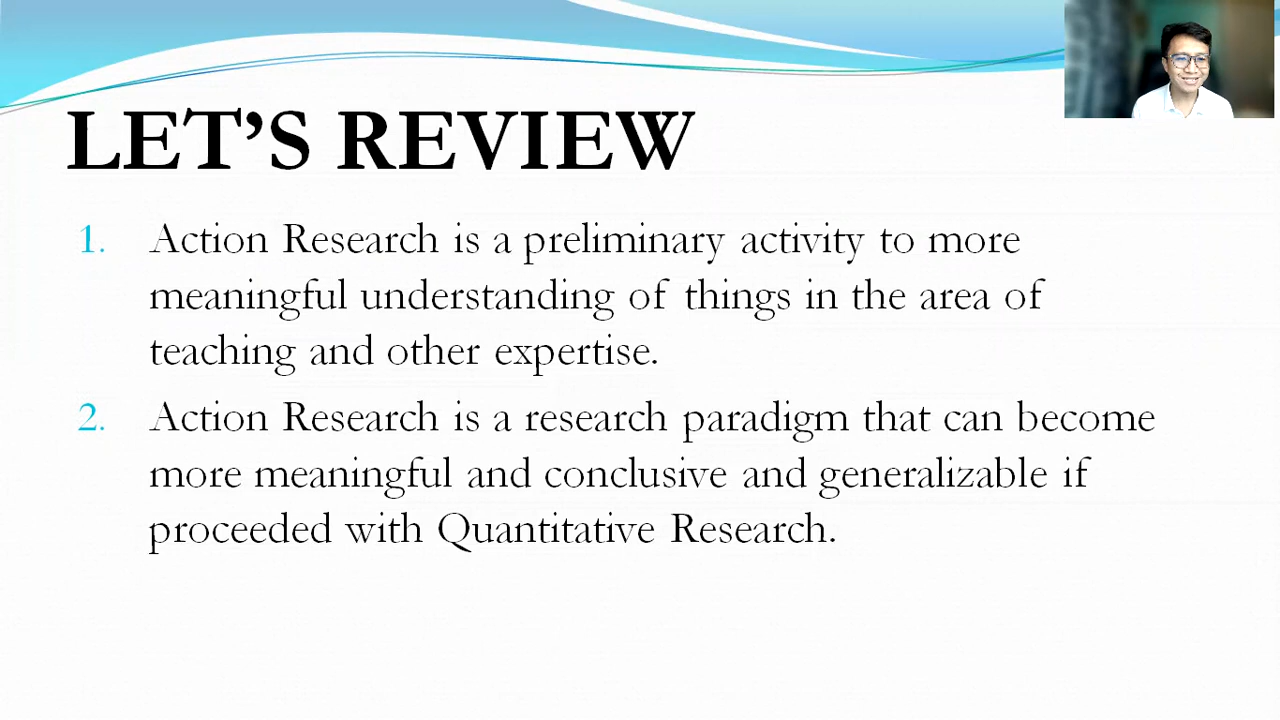 LET'S REVIEW
1. Action Research is a preliminary activity to more
meaningful understanding of things in the area of
teaching and other expertise.
2. Action Research is a research paradigm that can become
more meaningful and conclusive and generalizable if
proceeded with Quantitative Research.